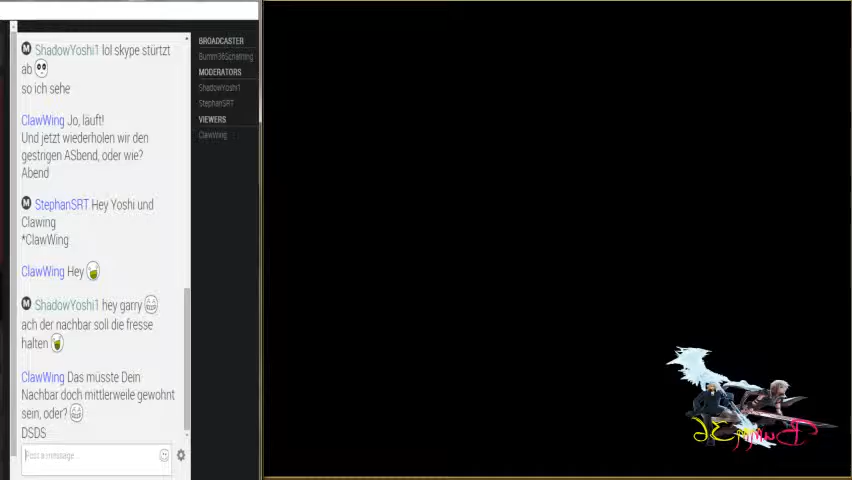 ShadowYoshi1 lol skype stürtzt
ab
so ich sehe
ClawWing Jo, läuft!
Und jetzt wiederholen wir den
gestrigen ASbend, oder wie?
Abend
StephanSRT Hey Yoshi und
Clawing
*ClawWing
ClawWing Hey
ShadowYoshi1 hey garry
ach der nachbar soll die fresse
halten
ClawWing Das müsste Dein
Nachbar doch mittlerweile gewohnt
sein, oder?
DSDS
Post a message...
BROADCASTER
MODERATORS
ShadowYoshi1
StephanSRT
VIEWERS
ClawWing